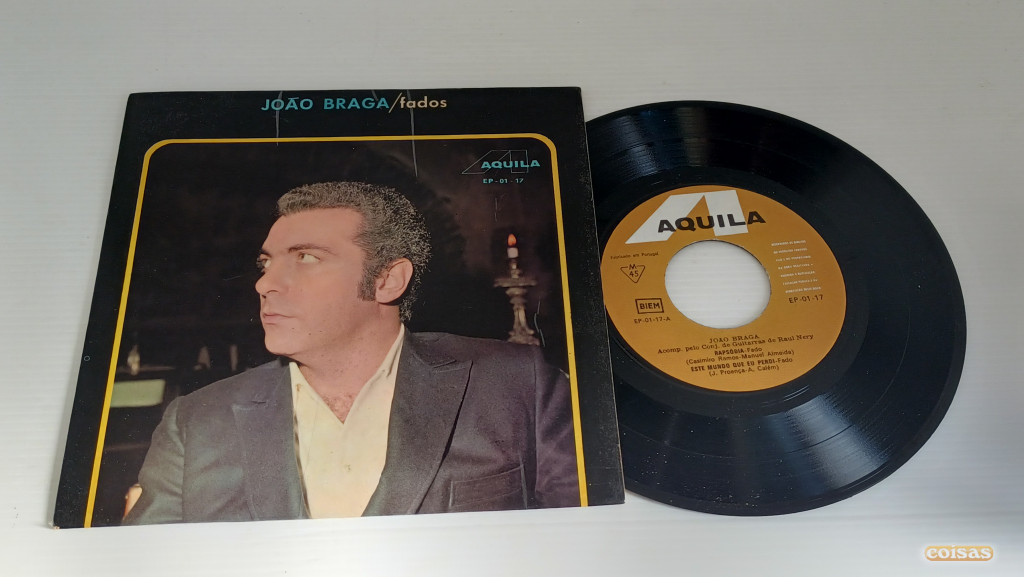 JOÃO BRAGA/fados
AQUILA
EP-01-17
AQUILA
Fabricado em Portugal
M
45
BIEM
EP-01-17-A
EP-01-17
JOÃO BRAGA
Acomp. pelo Conj. de Guitarras de Raul Nery
RAPSÓDIA-Fado
(Casimiro Ramos-Manuel Almeida)
ESTE MUNDO QUE EU PERDI-Fado
(J. Proença-A. Catém)
coisas